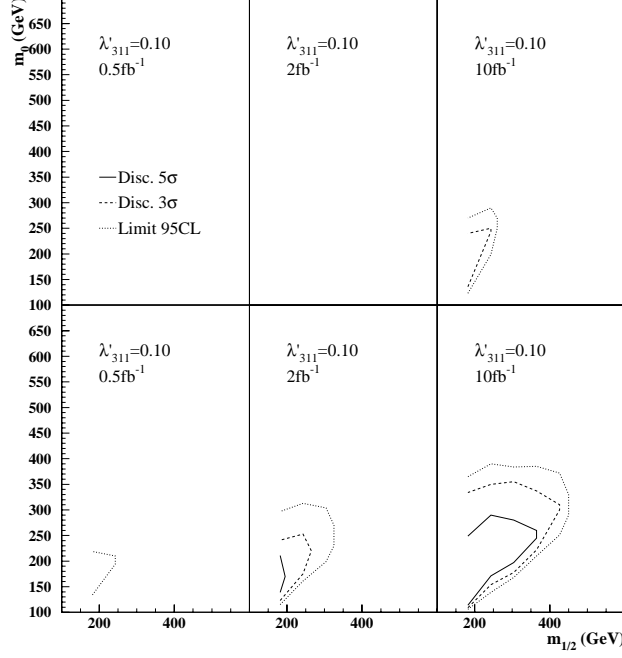 m0 (GeV)
650
600
550
500
450
400
350
300
250
200
150
100
λ'311=0.10
0.5fb-1
λ'311=0.10
2fb-1
λ'311=0.10
10fb-1
Disc. 5σ
Disc. 3σ
Limit 95CL
650
600
550
500
450
400
350
300
250
200
150
100
λ'311=0.10
0.5fb-1
λ'311=0.10
2fb-1
λ'311=0.10
10fb-1
200 400 200 400 200 400
m1/2 (GeV)